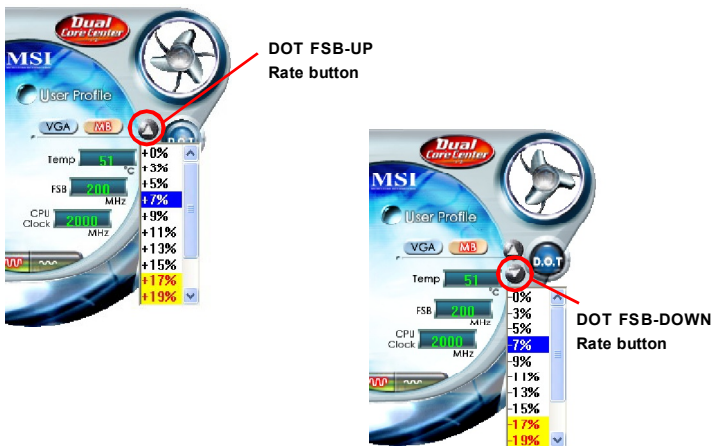 Dual
Core Center
MSI
DOT FSB-UP
Rate button
User Profile
VGA
MB
D.O.T
Temp 51 °C
FSB 200 MHz
CPU Clock 2000 MHz
+0%
+3%
+5%
+7%
+9%
+11%
+13%
+15%
+17%
+19%
Dual
Core Center
MSI
User Profile
VGA
MB
D.O.T
Temp 51 °C
FSB 200 MHz
CPU Clock 2000 MHz
-0%
-3%
-5%
-7%
-9%
-11%
-13%
-15%
-17%
-19%
DOT FSB-DOWN
Rate button